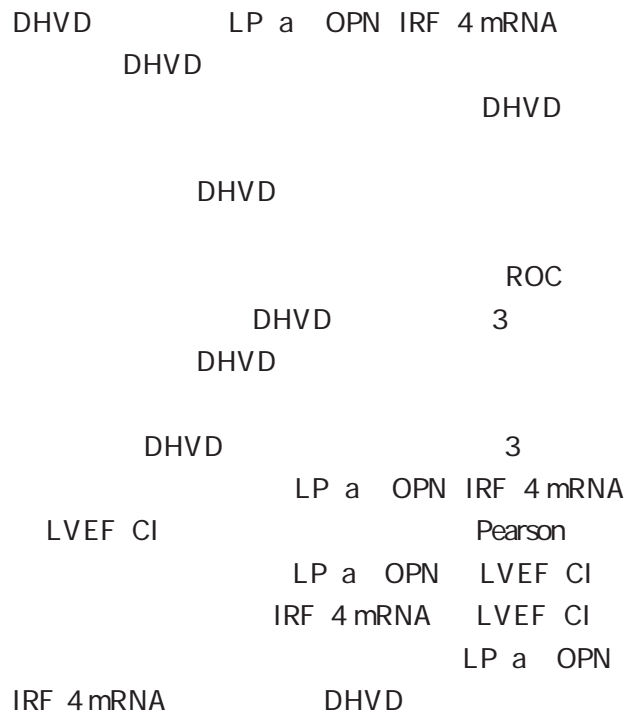 DHVD LP a OPN IRF 4 mRNA
DHVD
DHVD
DHVD
ROC
DHVD 3
DHVD
DHVD 3
LP a OPN IRF 4 mRNA
LVEF CI Pearson
LP a OPN LVEF CI
IRF 4 mRNA LVEF CI
LP a OPN
IRF 4 mRNA DHVD